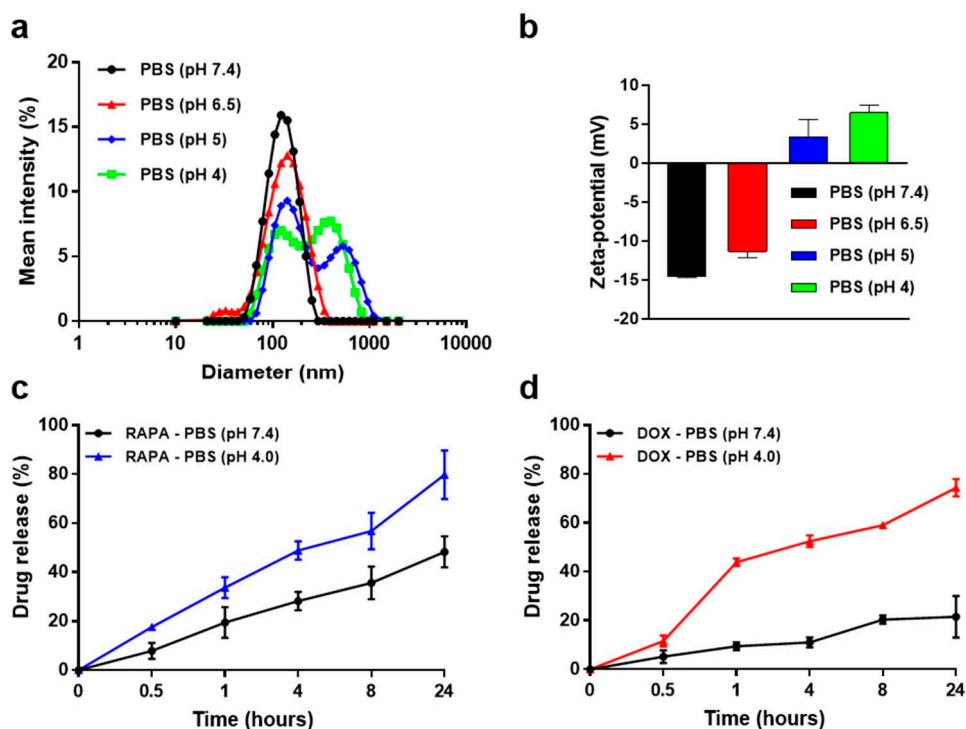 a
Mean intensity (%)
20
15
10
5
0
PBS (pH 7.4)
PBS (pH 6.5)
PBS (pH 5)
PBS (pH 4)
1
10
100
1000
10000
Diameter (nm)
b
Zeta-potential (mV)
10
5
0
-5
-10
-15
-20
PBS (pH 7.4)
PBS (pH 6.5)
PBS (pH 5)
PBS (pH 4)
c
Drug release (%)
100
80
60
40
20
0
RAPA - PBS (pH 7.4)
RAPA - PBS (pH 4.0)
0
0.5
1
4
8
24
Time (hours)
d
Drug release (%)
100
80
60
40
20
0
DOX - PBS (pH 7.4)
DOX - PBS (pH 4.0)
0
0.5
1
4
8
24
Time (hours)